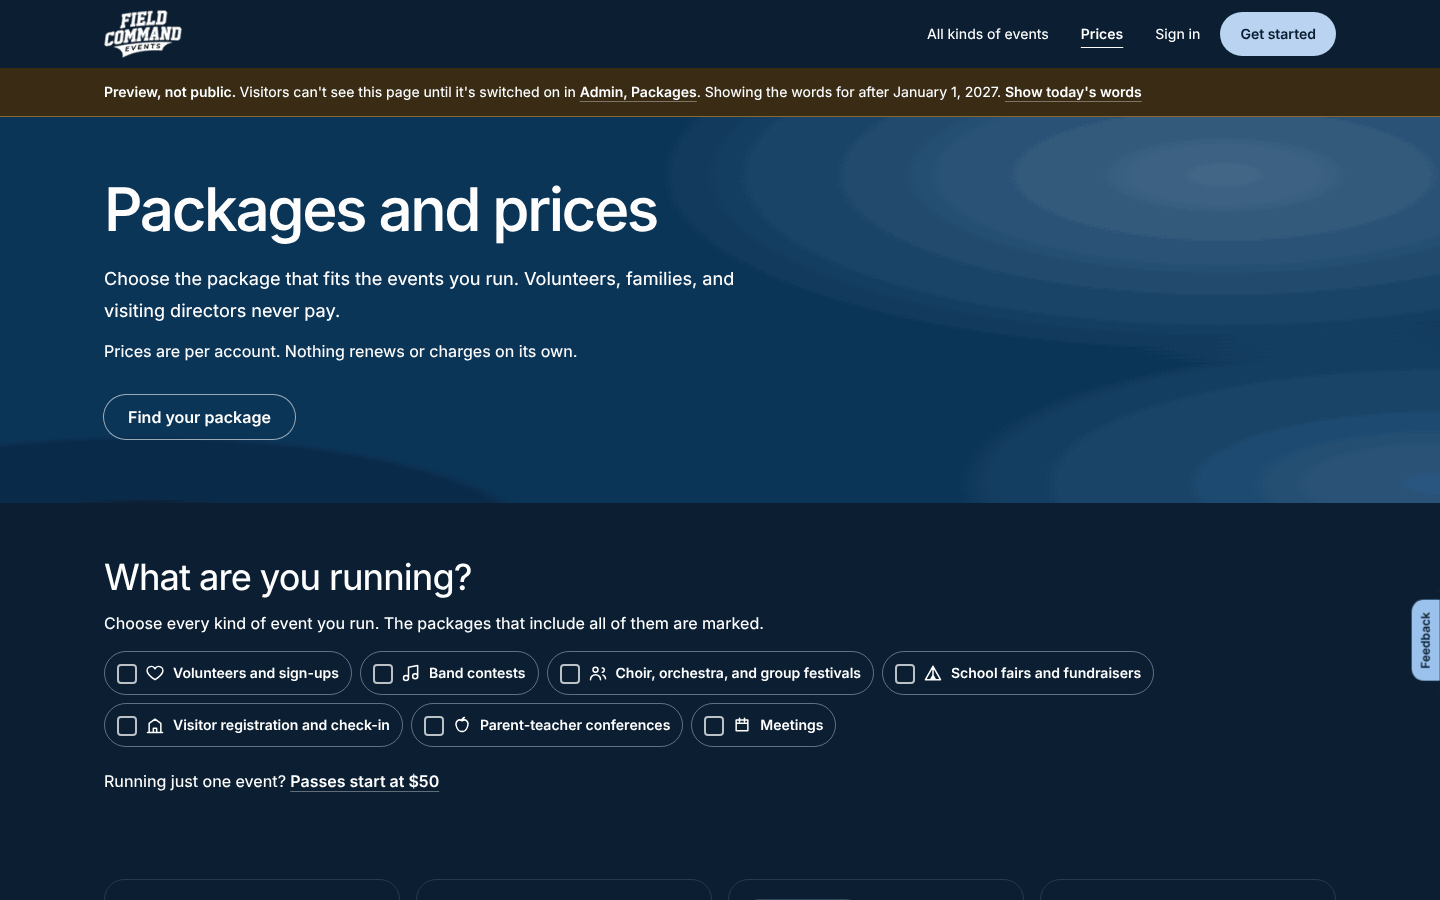 FIELD
COMMAND
EVENTS
All kinds of events
Prices
Sign in
Get started
Preview, not public. Visitors can't see this page until it's switched on in Admin, Packages. Showing the words for after January 1, 2027. Show today's words
Packages and prices
Choose the package that fits the events you run. Volunteers, families, and
visiting directors never pay.
Prices are per account. Nothing renews or charges on its own.
Find your package
What are you running?
Choose every kind of event you run. The packages that include all of them are marked.
Volunteers and sign-ups
Band contests
Choir, orchestra, and group festivals
School fairs and fundraisers
Visitor registration and check-in
Parent-teacher conferences
Meetings
Running just one event? Passes start at $50
Feedback